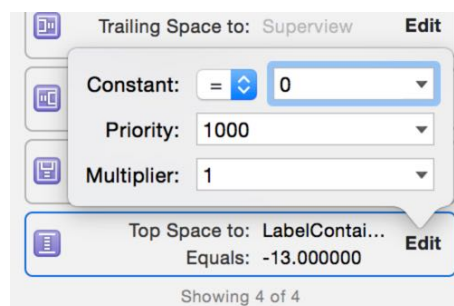 Trailing Space to: Superview Edit
Constant: = 0
Priority: 1000
Multiplier: 1
Top Space to: LabelContai... Edit
Equals: -13.000000
Showing 4 of 4